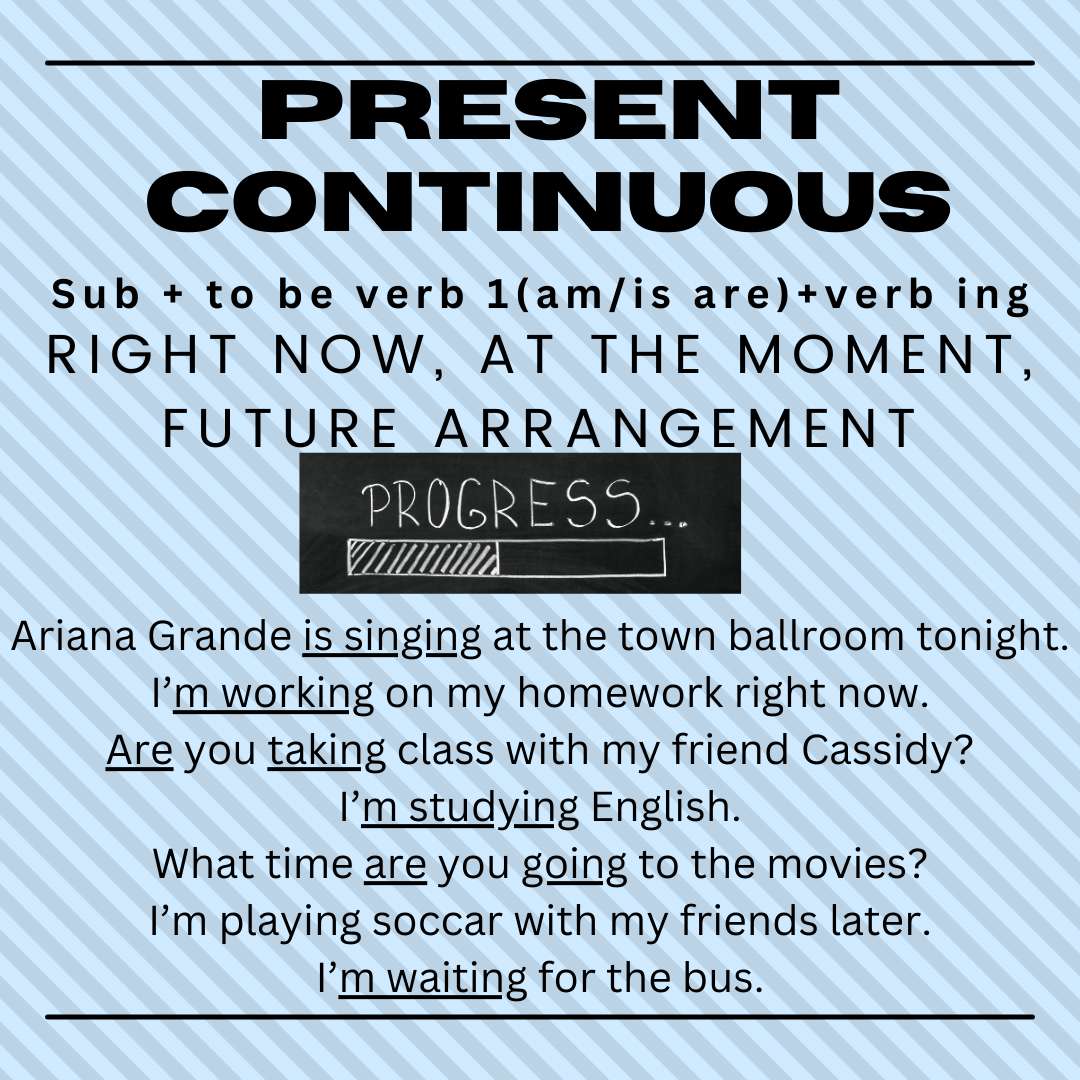 PRESENT
CONTINUOUS
Sub + to be verb 1(am/is are)+verb ing
RIGHT NOW, AT THE MOMENT,
FUTURE ARRANGEMENT
PROGRESS...
Ariana Grande is singing at the town ballroom tonight.
I’m working on my homework right now.
Are you taking class with my friend Cassidy?
I’m studying English.
What time are you going to the movies?
I’m playing soccar with my friends later.
I’m waiting for the bus.